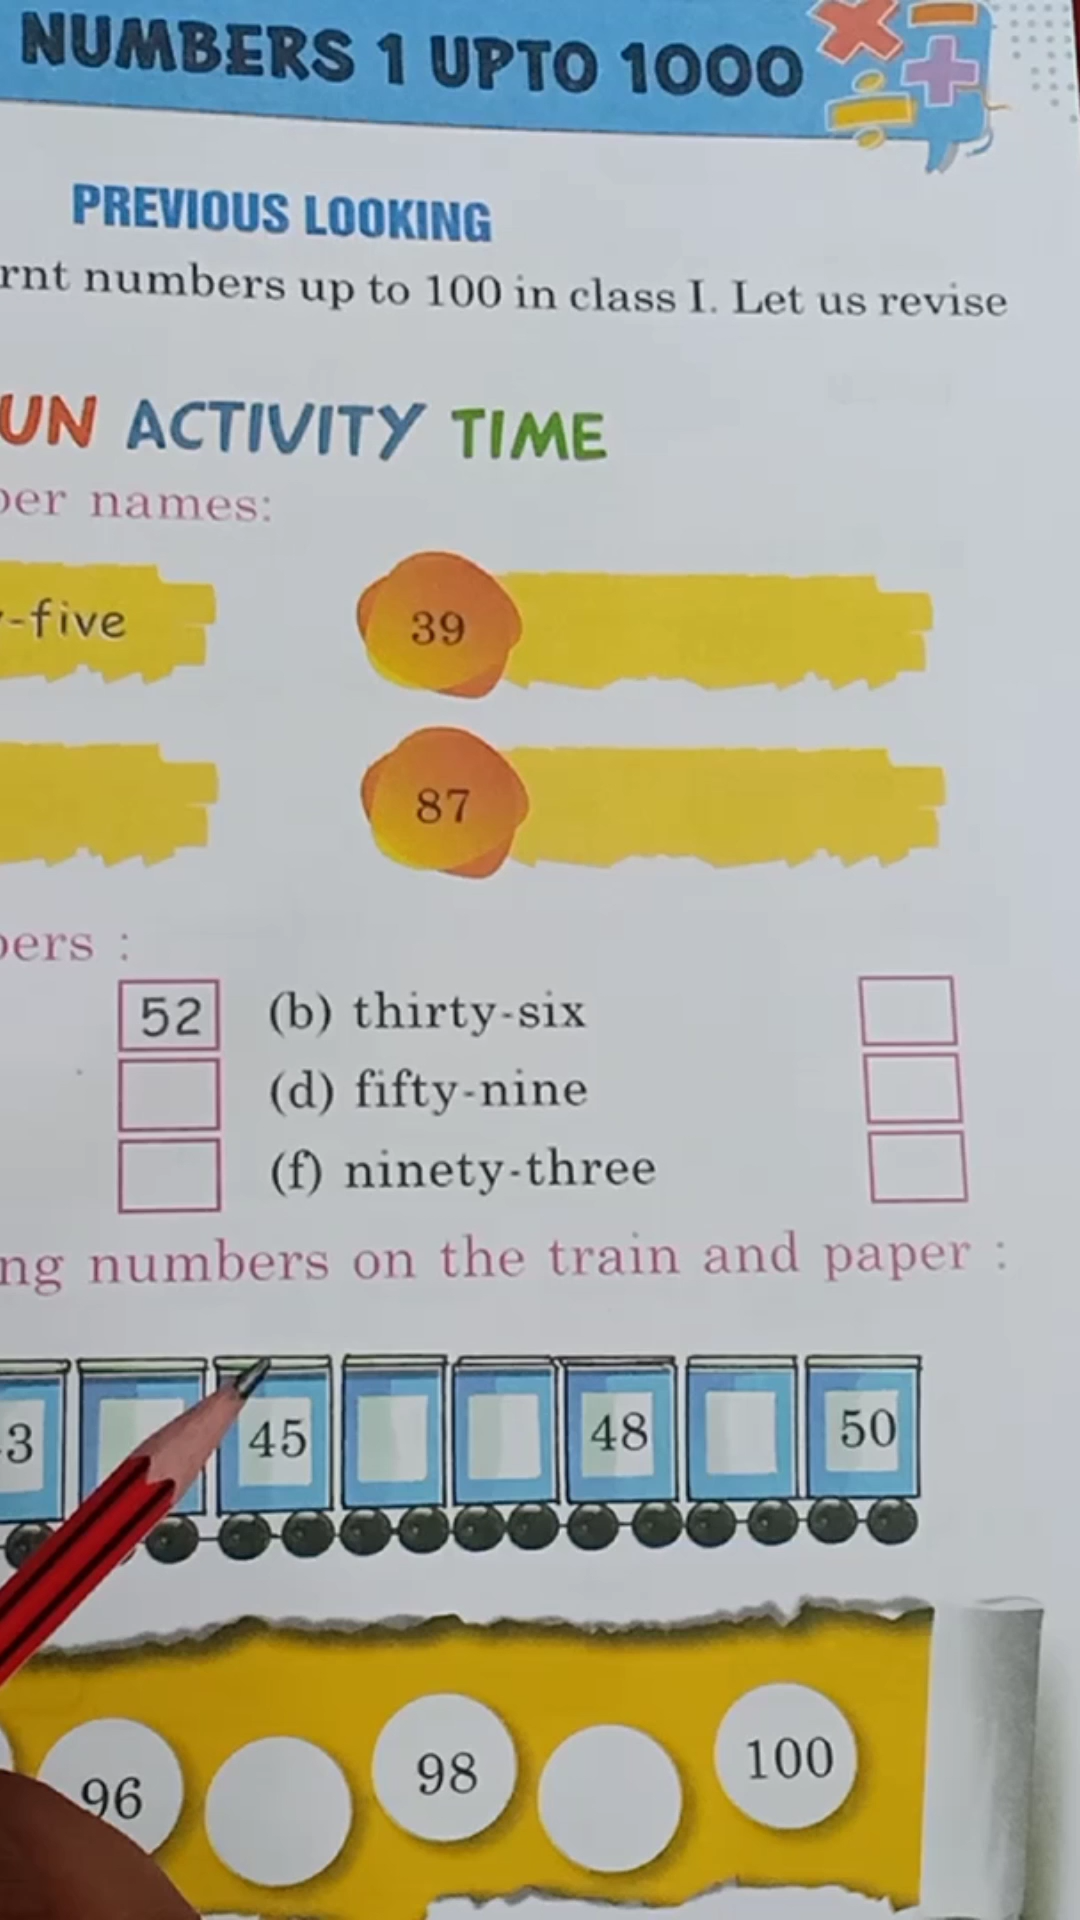 NUMBERS 1 UPTO 1000
PREVIOUS LOOKING
rnt numbers up to 100 in class I. Let us revise
UN ACTIVITY TIME
ber names:
-five 39
87
bers :
52 (b) thirty-six
(d) fifty-nine
(f) ninety-three
ng numbers on the train and paper :
3 45 48 50
96 98 100